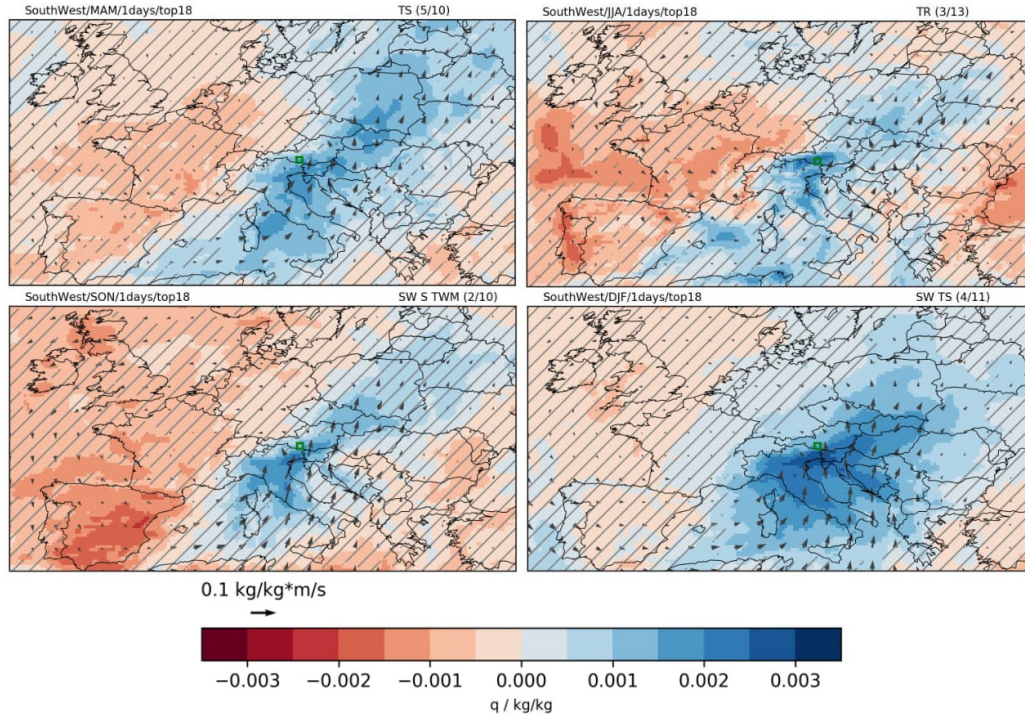 SouthWest/MAM/1days/top18 TS (5/10)
SouthWest/JJA/1days/top18 TR (3/13)
SouthWest/SON/1days/top18 SW S TWM (2/10)
SouthWest/DJF/1days/top18 SW TS (4/11)
0.1 kg/kg*m/s
−0.003 −0.002 −0.001 0.000 0.001 0.002 0.003
q / kg/kg